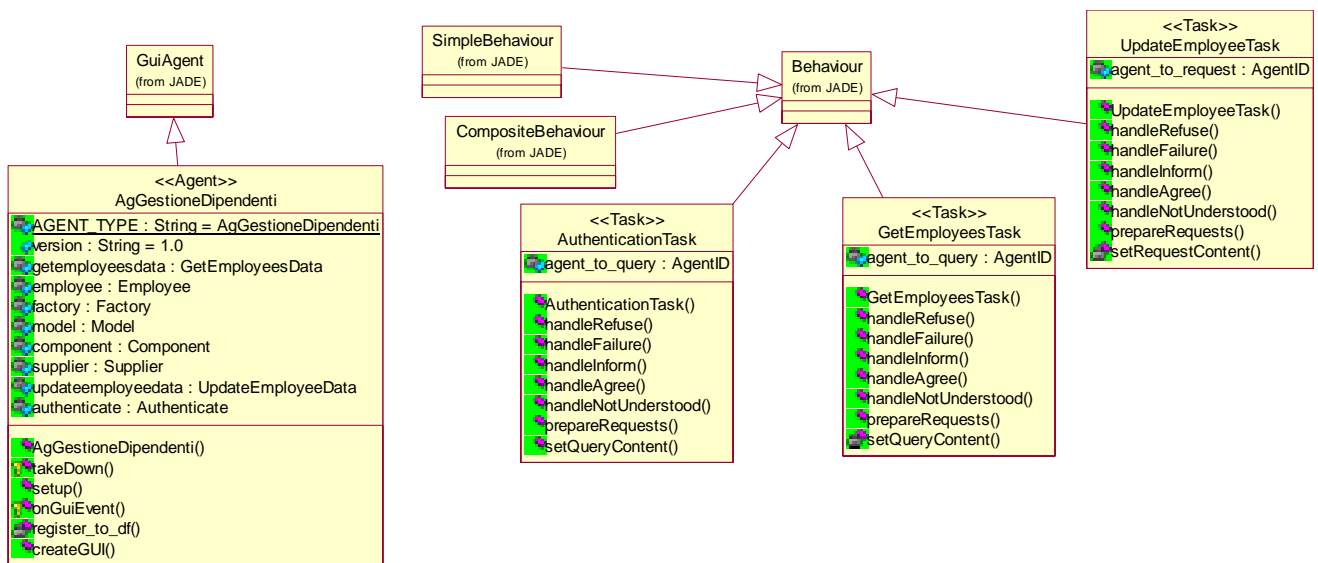 GuiAgent
(from JADE)
<<Agent>>
AgGestioneDipendenti
AGENT_TYPE : String = AgGestioneDipendenti
version : String = 1.0
getemployeesdata : GetEmployeesData
employee : Employee
factory : Factory
model : Model
component : Component
supplier : Supplier
updateemployeedata : UpdateEmployeeData
authenticate : Authenticate
AgGestioneDipendenti()
takeDown()
setup()
onGuiEvent()
register_to_df()
createGUI()
SimpleBehaviour
(from JADE)
CompositeBehaviour
(from JADE)
Behaviour
(from JADE)
<<Task>>
AuthenticationTask
agent_to_query : AgentID
AuthenticationTask()
handleRefuse()
handleFailure()
handleInform()
handleAgree()
handleNotUnderstood()
prepareRequests()
setQueryContent()
<<Task>>
GetEmployeesTask
agent_to_query : AgentID
GetEmployeesTask()
handleRefuse()
handleFailure()
handleInform()
handleAgree()
handleNotUnderstood()
prepareRequests()
setQueryContent()
<<Task>>
UpdateEmployeeTask
agent_to_request : AgentID
UpdateEmployeeTask()
handleRefuse()
handleFailure()
handleInform()
handleAgree()
handleNotUnderstood()
prepareRequests()
setRequestContent()